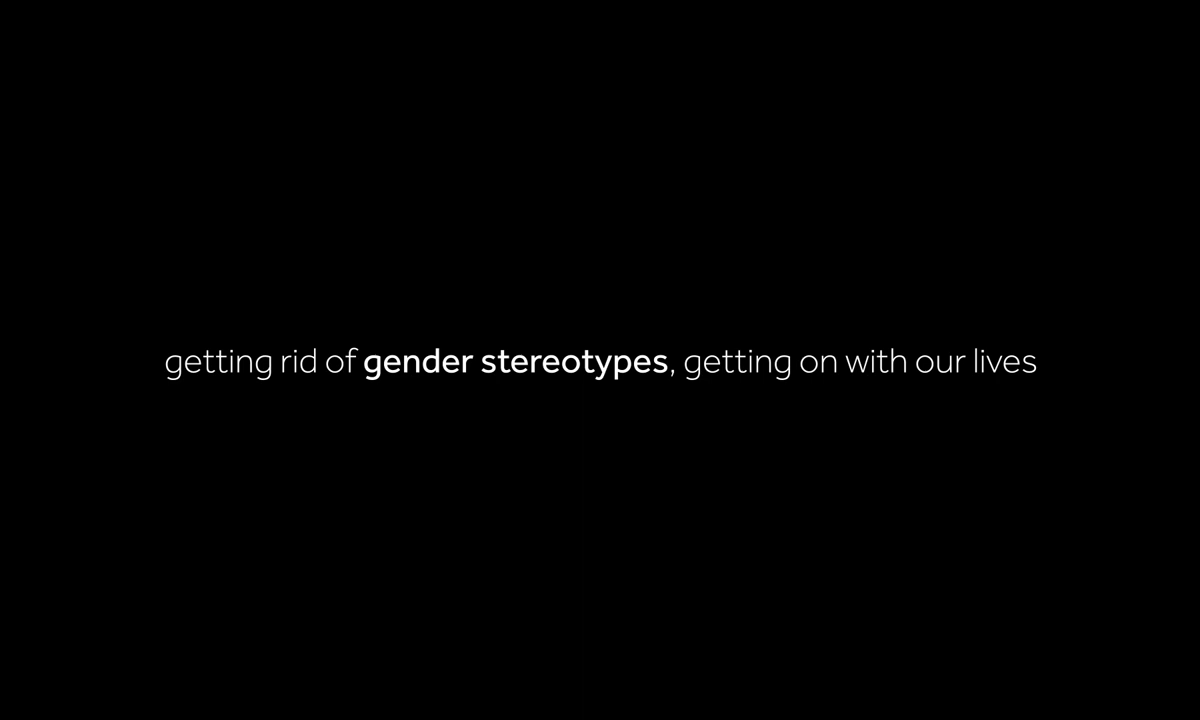 getting rid of gender stereotypes, getting on with our lives